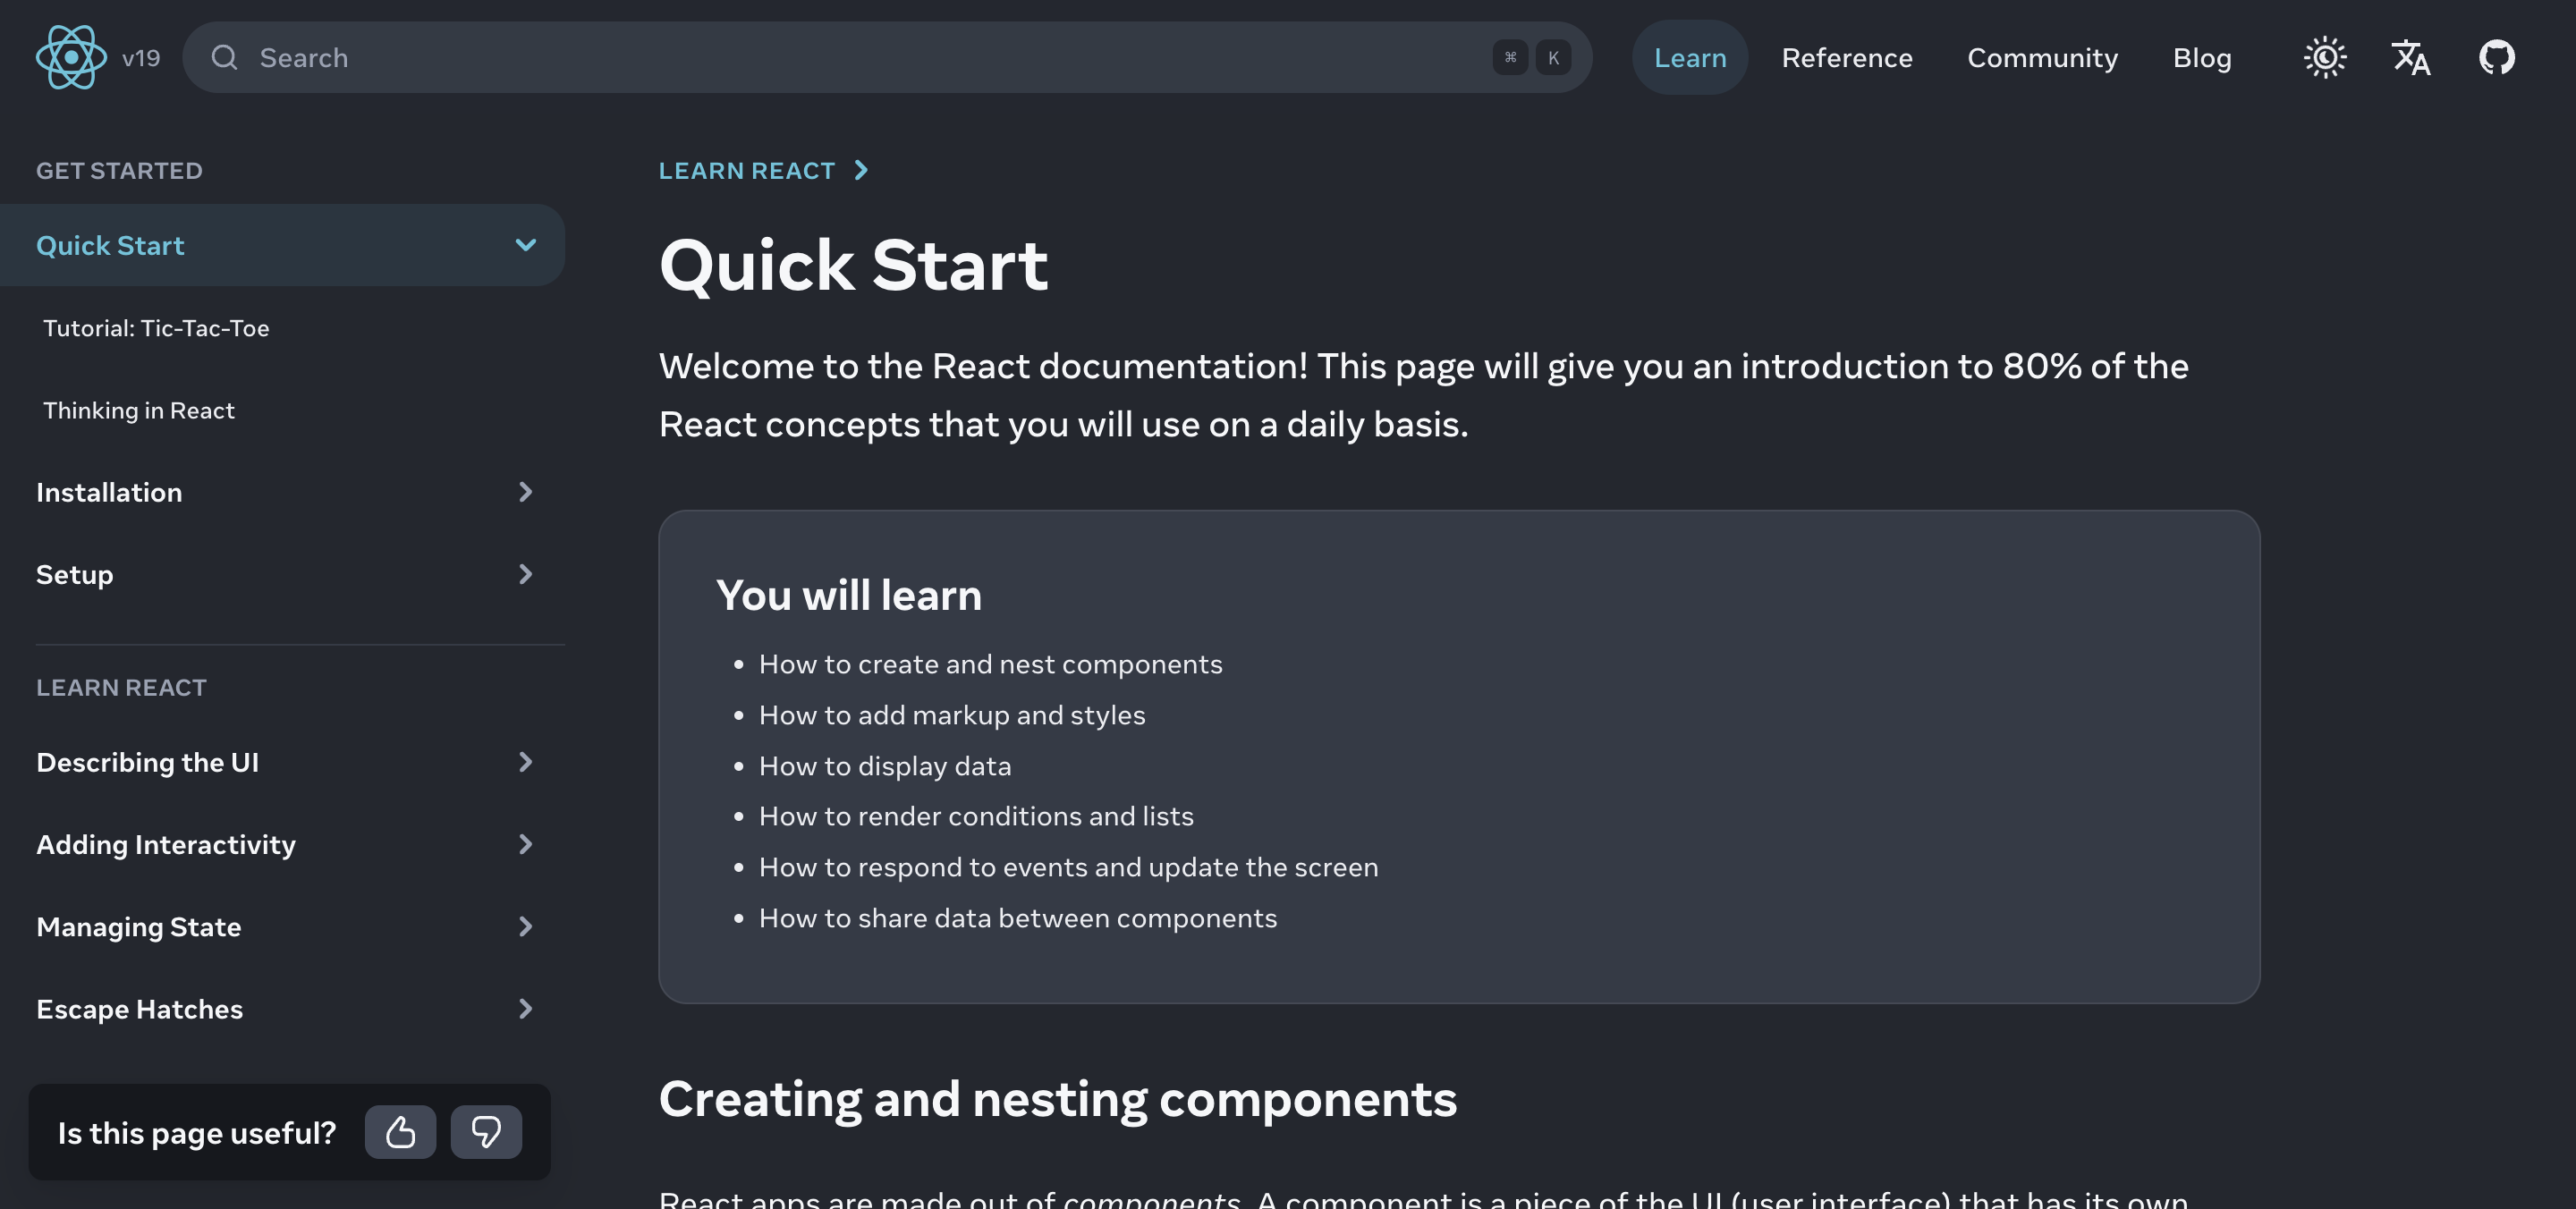 v19
Search
⌘ K
Learn
Reference
Community
Blog
GET STARTED
Quick Start
Tutorial: Tic-Tac-Toe
Thinking in React
Installation
Setup
LEARN REACT
Describing the UI
Adding Interactivity
Managing State
Escape Hatches
Is this page useful?
LEARN REACT
Quick Start
Welcome to the React documentation! This page will give you an introduction to 80% of the
React concepts that you will use on a daily basis.
You will learn
• How to create and nest components
• How to add markup and styles
• How to display data
• How to render conditions and lists
• How to respond to events and update the screen
• How to share data between components
Creating and nesting components
React apps are made out of components. A component is a piece of the UI (user interface) that has its own